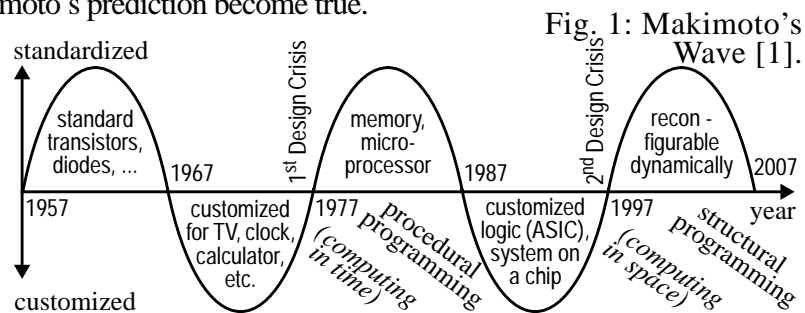 moto's prediction become true.
Fig. 1: Makimoto's
Wave [1].
standardized
customized
year
1957
1967
1977
1987
1997
2007
standard
transistors,
diodes, ...
customized
for TV, clock,
calculator,
etc.
1st Design Crisis
memory,
micro-
processor
procedural
programming
(computing
in time)
customized
logic (ASIC),
system on
a chip
2nd Design Crisis
recon -
figurable
dynamically
structural
programming
(computing
in space)